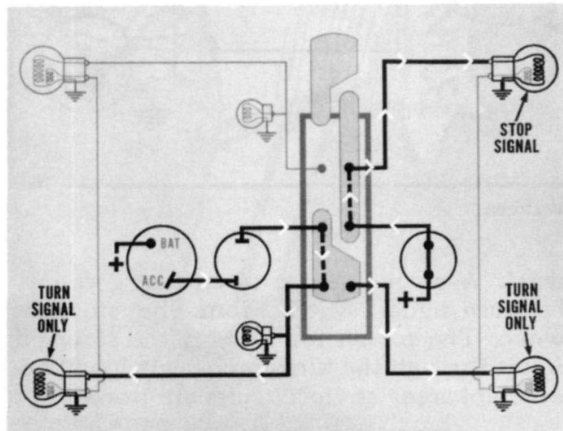 STOP
SIGNAL
BAT
+
ACC.
+
TURN
SIGNAL
ONLY
TURN
SIGNAL
ONLY